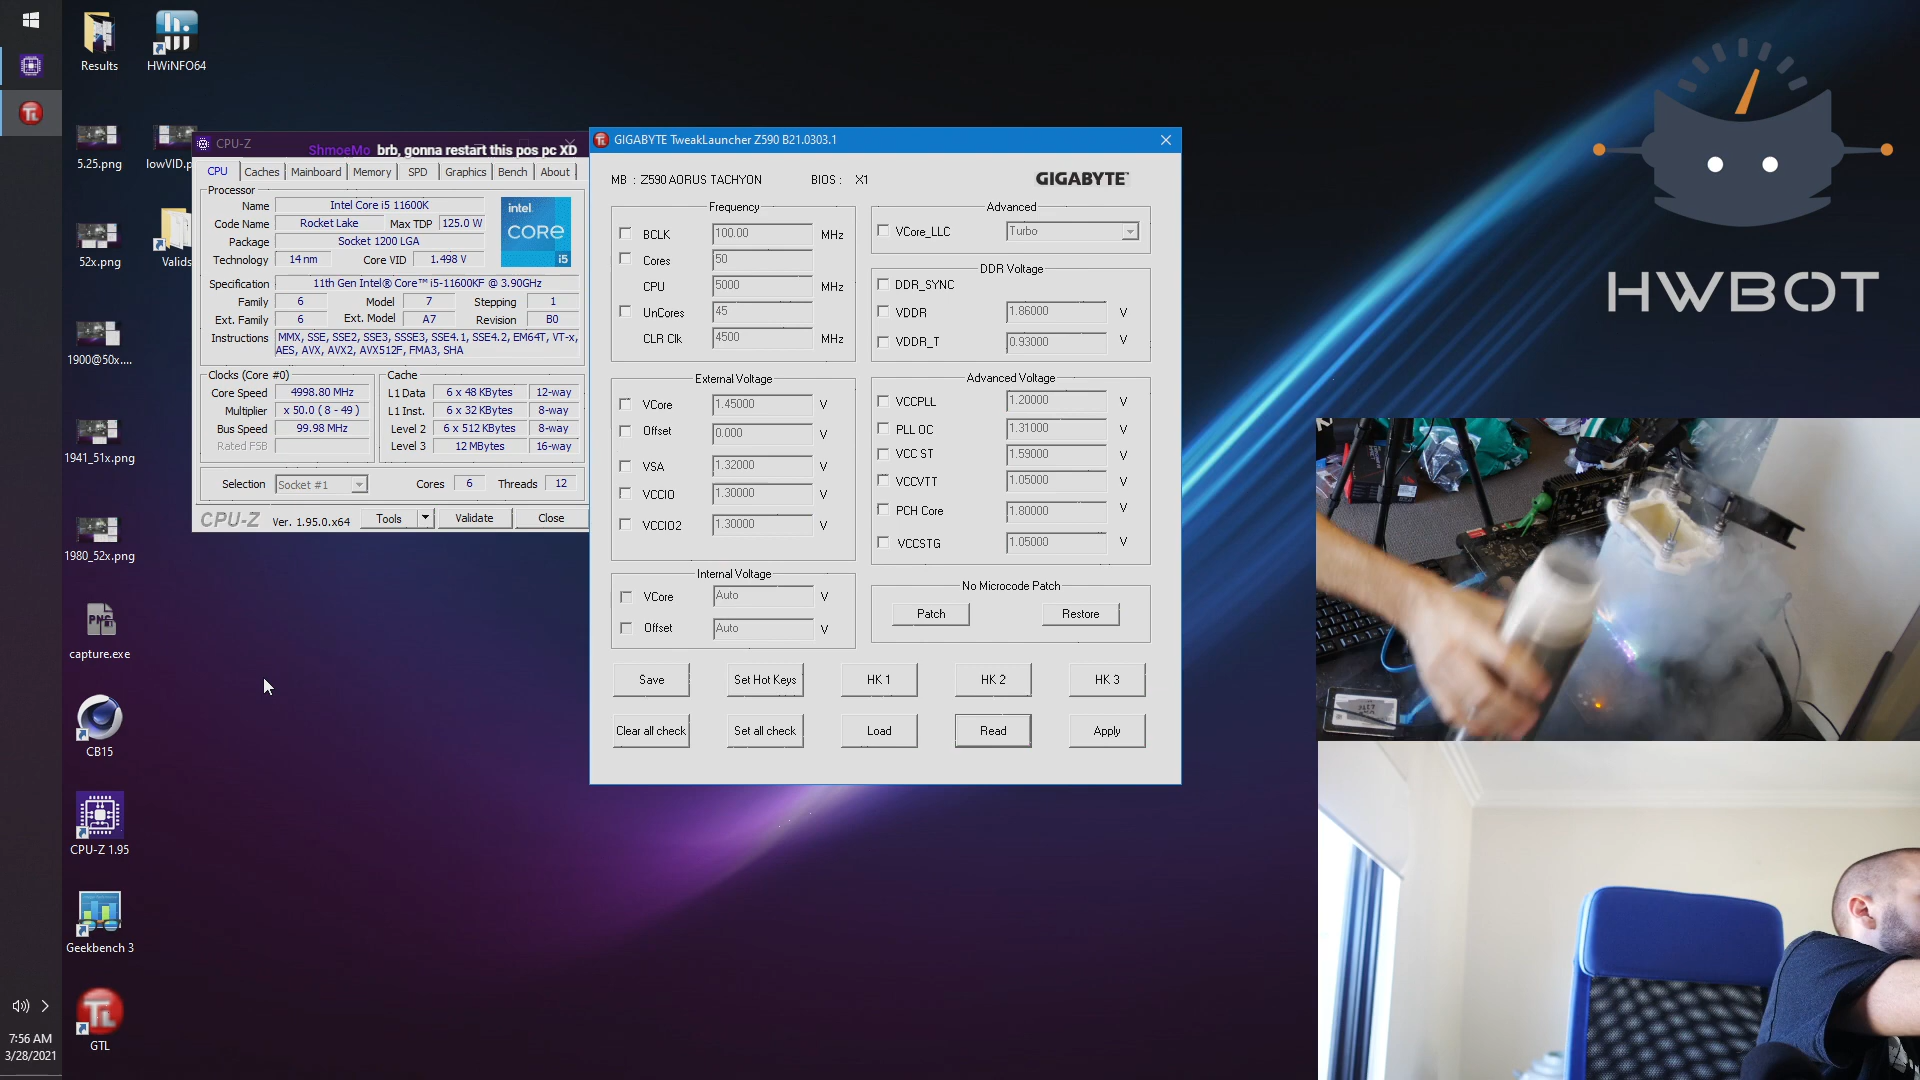 Results
HWiNFO64
5.25.png
lowVID.p
52x.png
Valids
1900@50x....
1941_51x.png
1980_52x.png
capture.exe
CB15
CPU-Z 1.95
Geekbench 3
GTL
7:56 AM
3/28/2021
CPU-Z
ShmoeMo brb, gonna restart this pos pc XD
CPU Caches Mainboard Memory SPD Graphics Bench About
Processor
Name Intel Core i5 11600K
Code Name Rocket Lake Max TDP 125.0 W
Package Socket 1200 LGA
Technology 14 nm Core VID 1.498 V
intel.
CORE
i5
Specification 11th Gen Intel® Core™ i5-11600KF @ 3.90GHz
Family 6 Model 7 Stepping 1
Ext. Family 6 Ext. Model A7 Revision B0
Instructions MMX, SSE, SSE2, SSE3, SSSE3, SSE4.1, SSE4.2, EM64T, VT-x,
AES, AVX, AVX2, AVX512F, FMA3, SHA
Clocks (Core #0)
Core Speed 4998.80 MHz
Multiplier x 50.0 ( 8 - 49 )
Bus Speed 99.98 MHz
Rated FSB
Cache
L1 Data 6 x 48 KBytes 12-way
L1 Inst. 6 x 32 KBytes 8-way
Level 2 6 x 512 KBytes 8-way
Level 3 12 MBytes 16-way
Selection Socket #1 Cores 6 Threads 12
CPU-Z Ver. 1.95.0.x64 Tools Validate Close
TL GIGABYTE TweakLauncher Z590 B21.0303.1
MB : Z590 AORUS TACHYON BIOS : X1 GIGABYTE™
Frequency
BCLK 100.00 MHz
Cores 50
CPU 5000 MHz
UnCores 45
CLR Clk 4500 MHz
External Voltage
VCore 1.45000 V
Offset 0.000 V
VSA 1.32000 V
VCCIO 1.30000 V
VCCIO2 1.30000 V
Internal Voltage
VCore Auto V
Offset Auto V
Advanced
VCore_LLC Turbo
DDR Voltage
DDR_SYNC
VDDR 1.86000 V
VDDR_T 0.93000 V
Advanced Voltage
VCCPLL 1.20000 V
PLL OC 1.31000 V
VCC ST 1.59000 V
VCCVTT 1.05000 V
PCH Core 1.80000 V
VCCSTG 1.05000 V
No Microcode Patch
Patch Restore
Save Set Hot Keys HK 1 HK 2 HK 3
Clear all check Set all check Load Read Apply
HWBOT